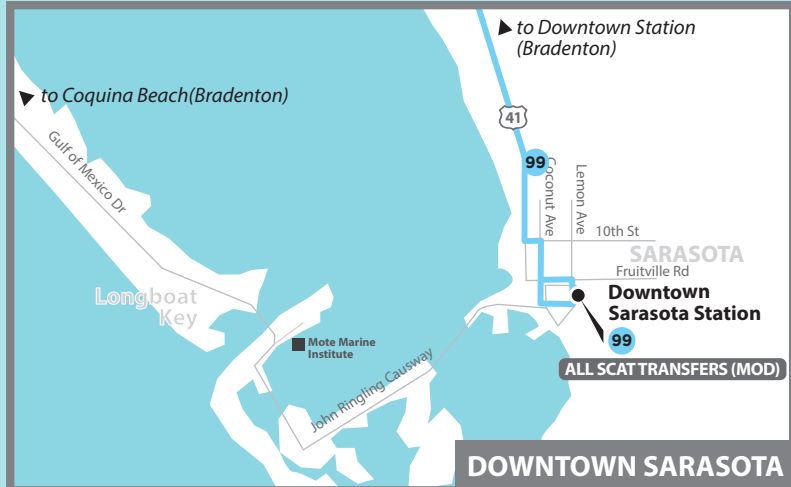 to Downtown Station
(Bradenton)
to Coquina Beach(Bradenton)
41
Gulf of Mexico Dr
99
Coconut Ave
Lemon Ave
10th St
SARASOTA
Fruitville Rd
Longboat
Key
Downtown
Sarasota Station
99
Mote Marine
Institute
ALL SCAT TRANSFERS (MOD)
John Ringling Causway
DOWNTOWN SARASOTA